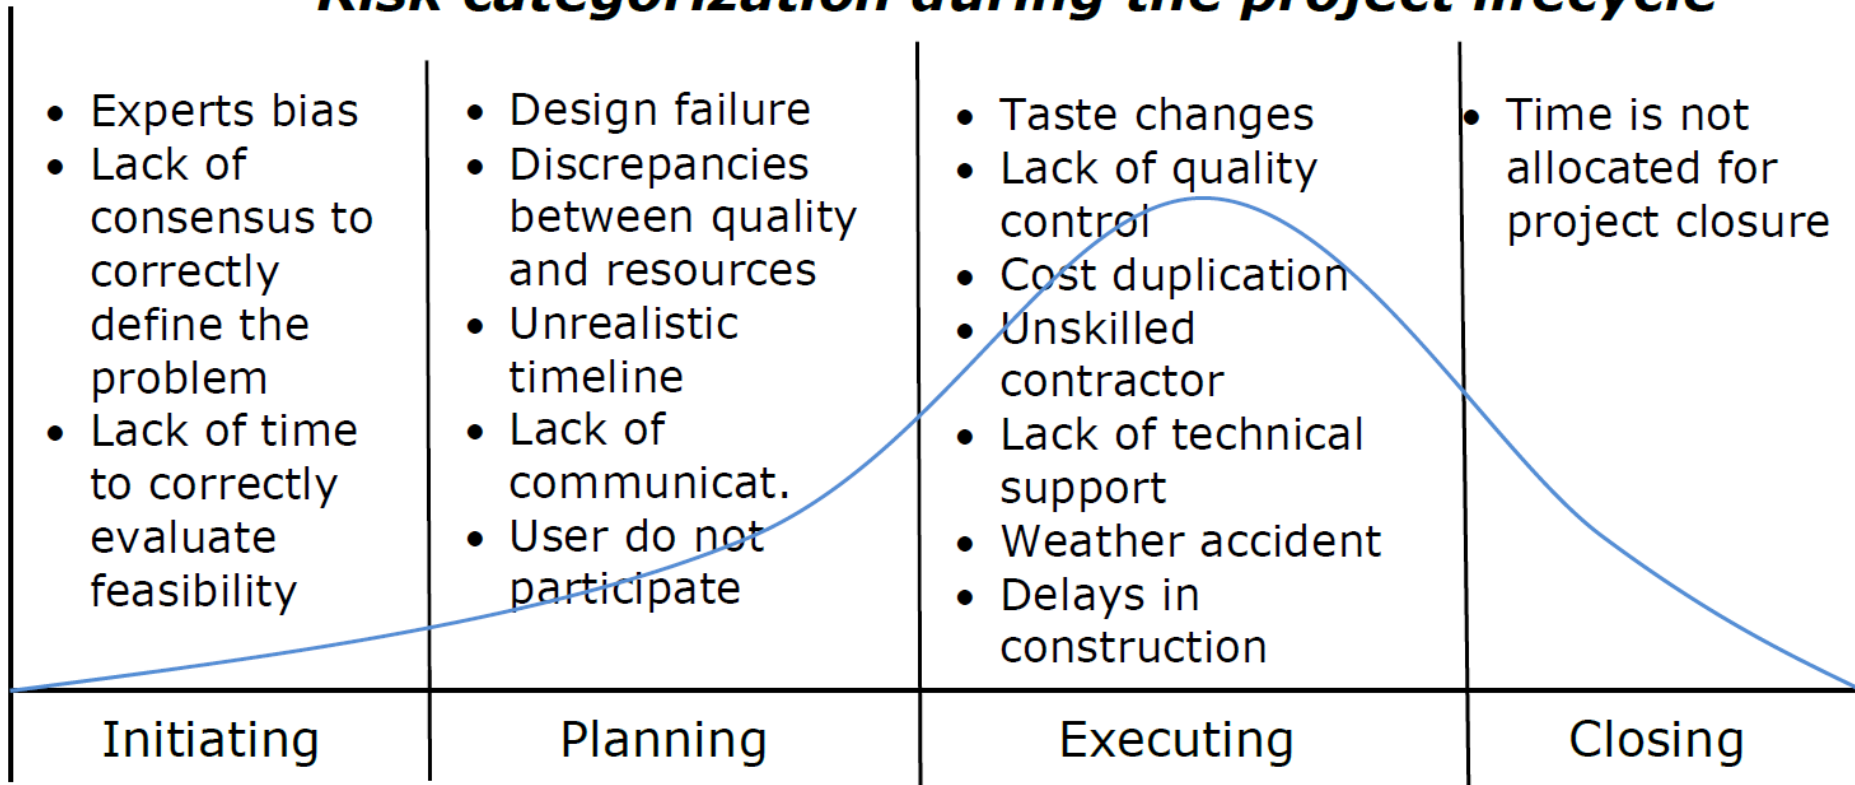 Risk categorization during the project lifecycle
• Experts bias
• Lack of
consensus to
correctly
define the
problem
• Lack of time
to correctly
evaluate
feasibility
• Design failure
• Discrepancies
between quality
and resources
• Unrealistic
timeline
• Lack of
communicat.
• User do not
participate
• Taste changes
• Lack of quality
control
• Cost duplication
• Unskilled
contractor
• Lack of technical
support
• Weather accident
• Delays in
construction
• Time is not
allocated for
project closure
Initiating
Planning
Executing
Closing